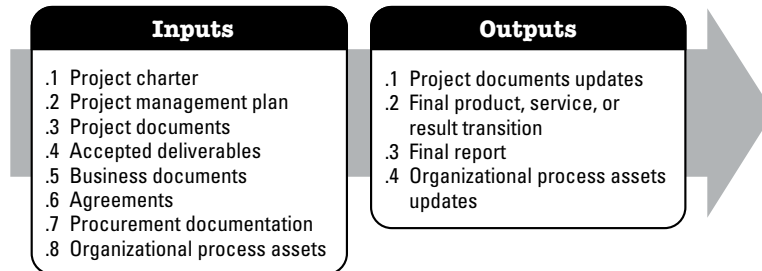 Inputs
.1 Project charter
.2 Project management plan
.3 Project documents
.4 Accepted deliverables
.5 Business documents
.6 Agreements
.7 Procurement documentation
.8 Organizational process assets
Outputs
.1 Project documents updates
.2 Final product, service, or
result transition
.3 Final report
.4 Organizational process assets
updates